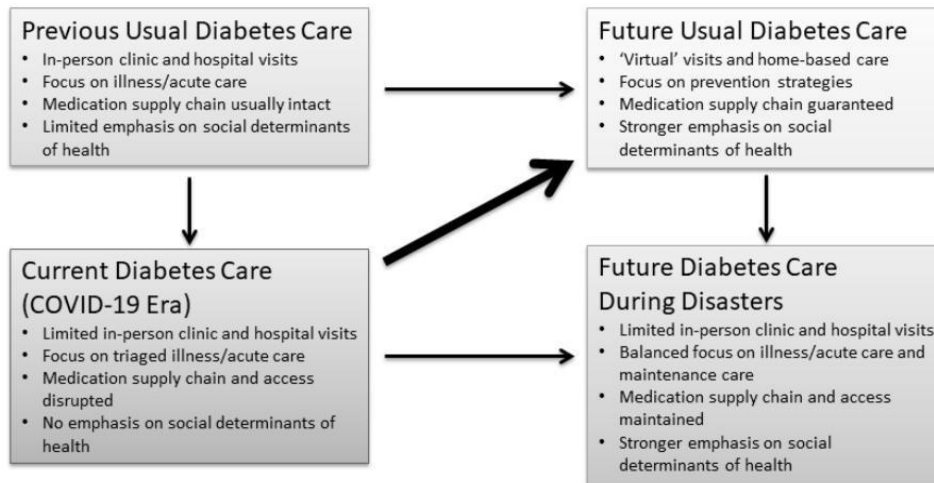 Previous Usual Diabetes Care
• In-person clinic and hospital visits
• Focus on illness/acute care
• Medication supply chain usually intact
• Limited emphasis on social determinants
of health
Future Usual Diabetes Care
• ‘Virtual’ visits and home-based care
• Focus on prevention strategies
• Medication supply chain guaranteed
• Stronger emphasis on social
determinants of health
Current Diabetes Care
(COVID-19 Era)
• Limited in-person clinic and hospital visits
• Focus on triaged illness/acute care
• Medication supply chain and access
disrupted
• No emphasis on social determinants of
health
Future Diabetes Care
During Disasters
• Limited in-person clinic and hospital visits
• Balanced focus on illness/acute care and
maintenance care
• Medication supply chain and access
maintained
• Stronger emphasis on social
determinants of health